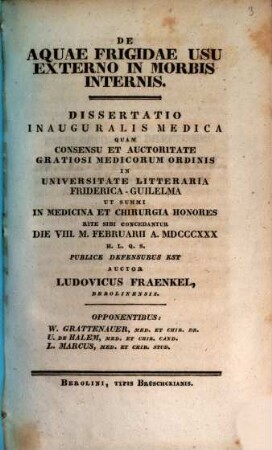 3
DE
AQUAE FRIGIDAE USU
EXTERNO IN MORBIS
INTERNIS.
DISSERTATIO
INAUGURALIS MEDICA
QUAM
CONSENSU ET AUCTORITATE
GRATIOSI MEDICORUM ORDINIS
IN
UNIVERSITATE LITTERARIA
FRIDERICA-GUILELMA
UT SUMMI
IN MEDICINA ET CHIRURGIA HONORES
RITE SIBI CONCEDANTUR
DIE VIII. M. FEBRUARII A. MDCCCXXX
H. L. Q. S.
PUBLICE DEFENSURUS EST
AUCTOR
LUDOVICUS FRAENKEL,
BEROLINENSIS.
OPPONENTIBUS:
W. GRATTENAUER, MED. ET CHIR. DD.
U. DE HALEM, MED. ET CHIR. CAND.
L. MARCUS, MED. ET CHIR. STUD.
BEROLINI, TYPIS BRÜSCHCKIANIS.